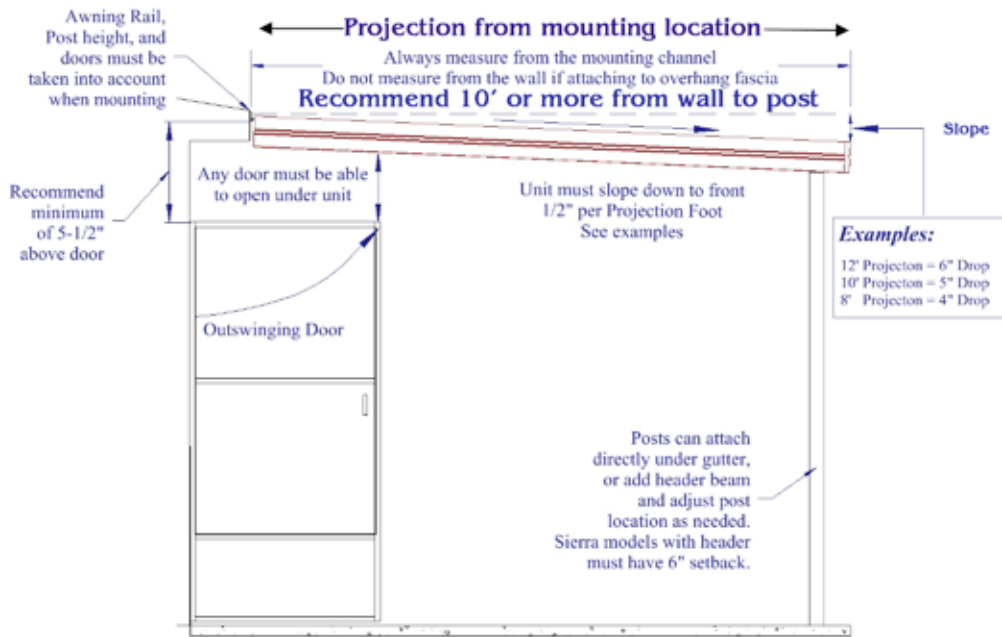 Awning Rail,
Post height, and
doors must be
taken into account
when mounting
Projection from mounting location
Always measure from the mounting channel
Do not measure from the wall if attaching to overhang fascia
Recommend 10' or more from wall to post
Slope
Recommend
minimum
of 5-1/2"
above door
Any door must be able
to open under unit
Unit must slope down to front
1/2" per Projection Foot
See examples
Examples:
12' Projecton = 6" Drop
10' Projecton = 5" Drop
8' Projecton = 4" Drop
Outswinging Door
Posts can attach
directly under gutter,
or add header beam
and adjust post
location as needed.
Sierra models with header
must have 6" setback.